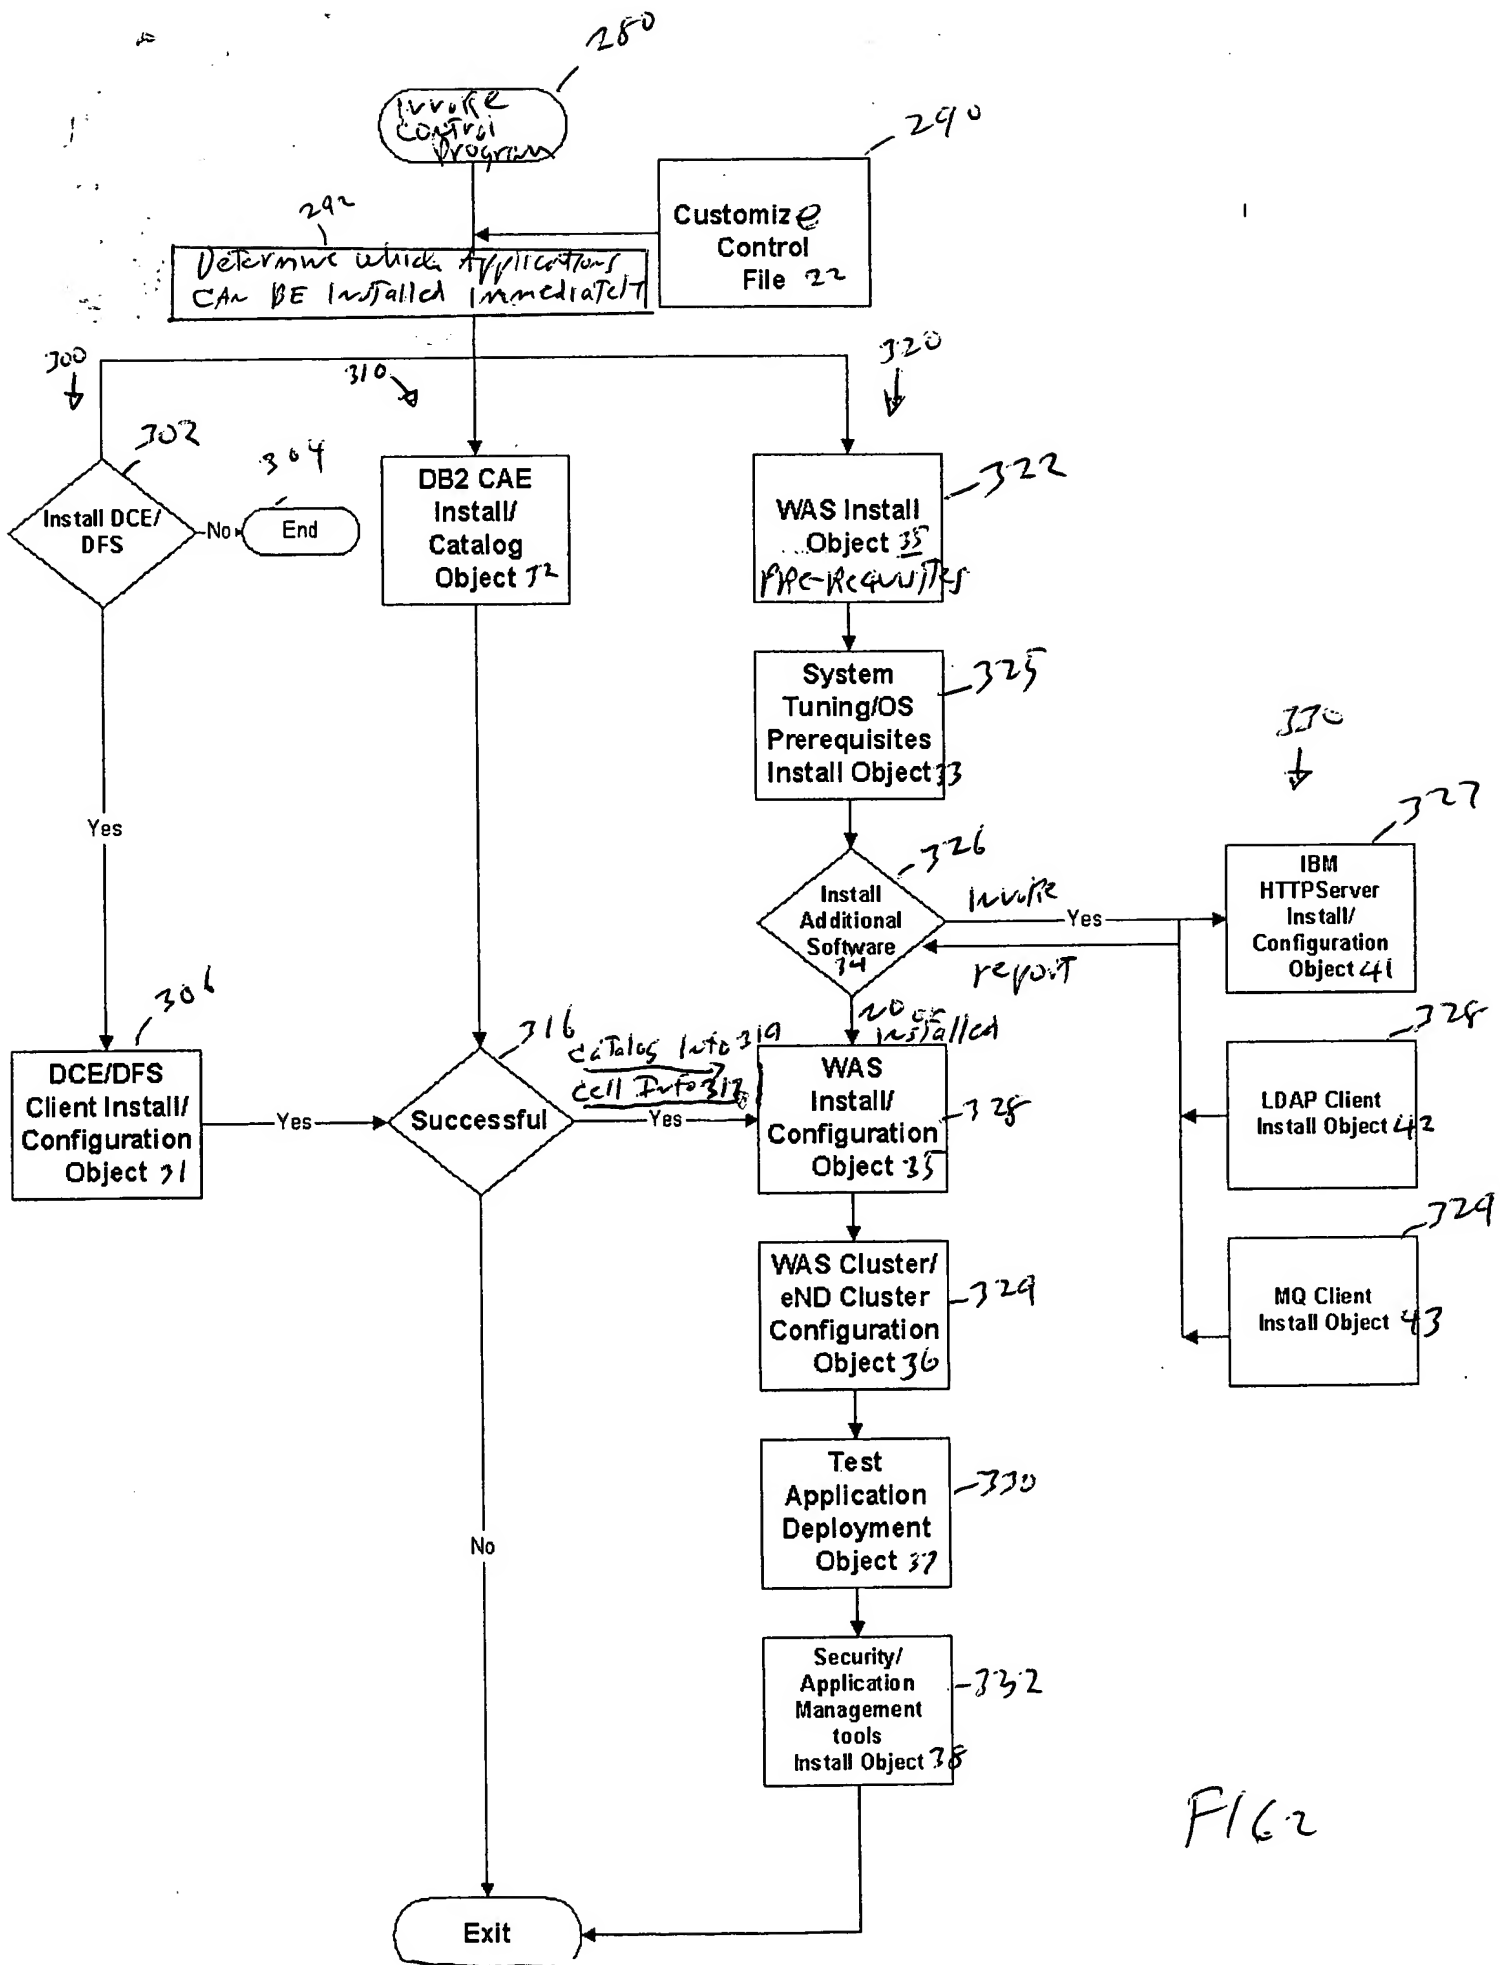 280
Invoke
Control
Program
290
Customize
Control
File 22
292
Determine which Applications
CAN BE Installed Immediately
300
310
320
302
Install DCE/
DFS
No
304
End
DB2 CAE
Install/
Catalog
Object 32
322
WAS Install
Object 35
PRe-RequisiTes
325
System
Tuning/OS
Prerequisites
Install Object 33
330
326
Install
Additional
Software
34
Invoke
Yes
report
327
IBM
HTTPServer
Install/
Configuration
Object 41
Yes
NO or
installed
306
DCE/DFS
Client Install/
Configuration
Object 31
Yes
316
Successful
Catalog Info 319
Cell Info 317
Yes
WAS
Install/
Configuration
Object 35
328
328
LDAP Client
Install Object 42
WAS Cluster/
eND Cluster
Configuration
Object 36
329
329
MQ Client
Install Object 43
Test
Application
Deployment
Object 37
330
No
Security/
Application
Management
tools
Install Object 38
332
Exit
FIG 2